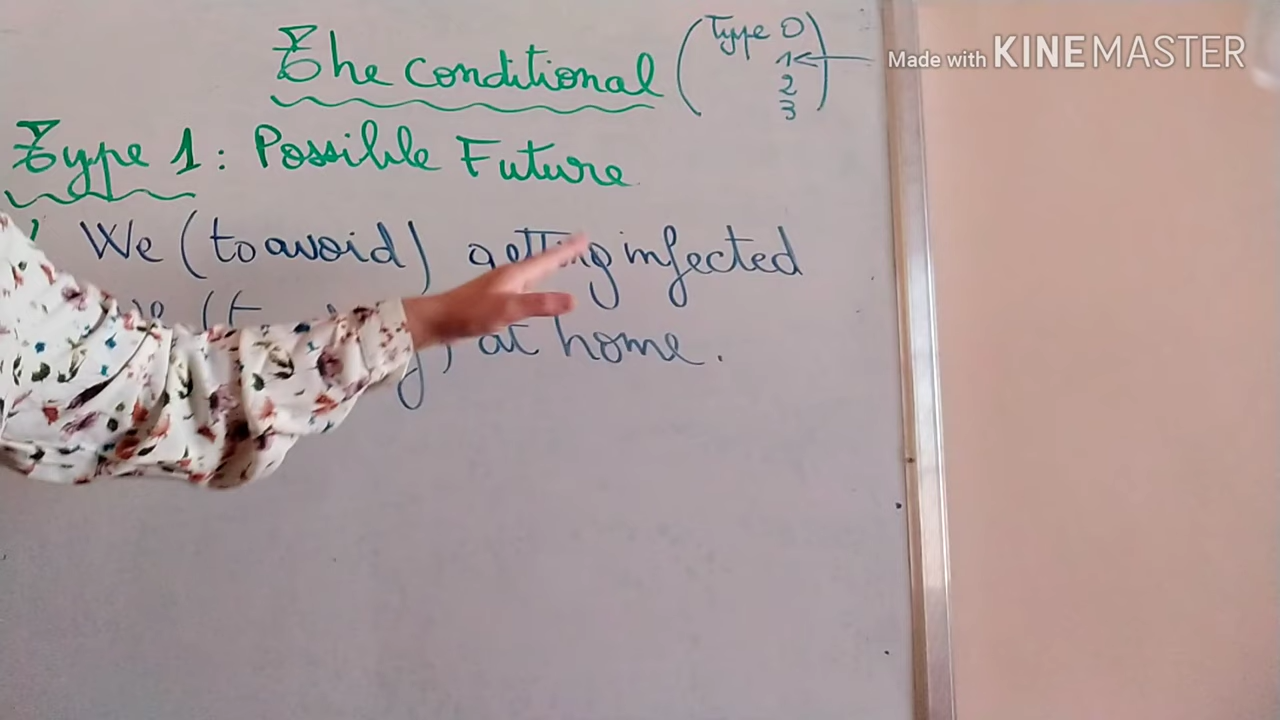 The conditional (Type 0
1
2
3)
Type 1: Possible Future
We (to avoid) getting infected
at home.
Made with KINEMASTER